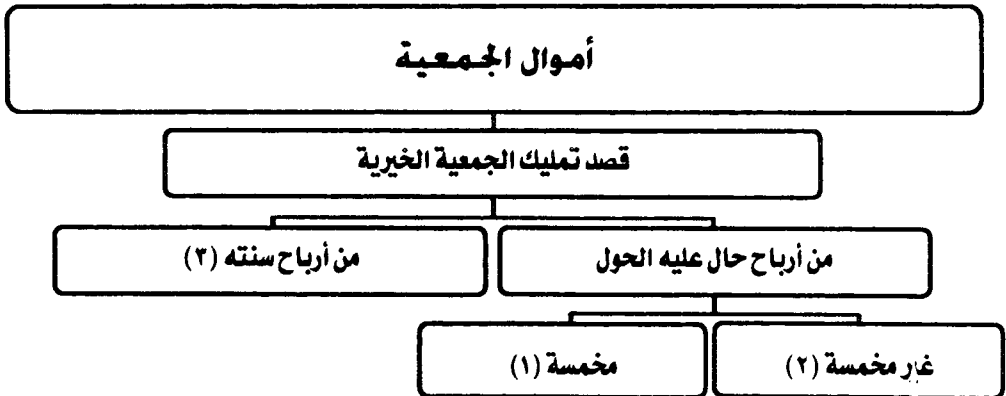 أموال الجمعية
قصد تمليك الجمعية الخيرية
من أرباح حال عليه الحول
من أرباح سنته (٣)
غير مخمسة (٢)
مخمسة (١)